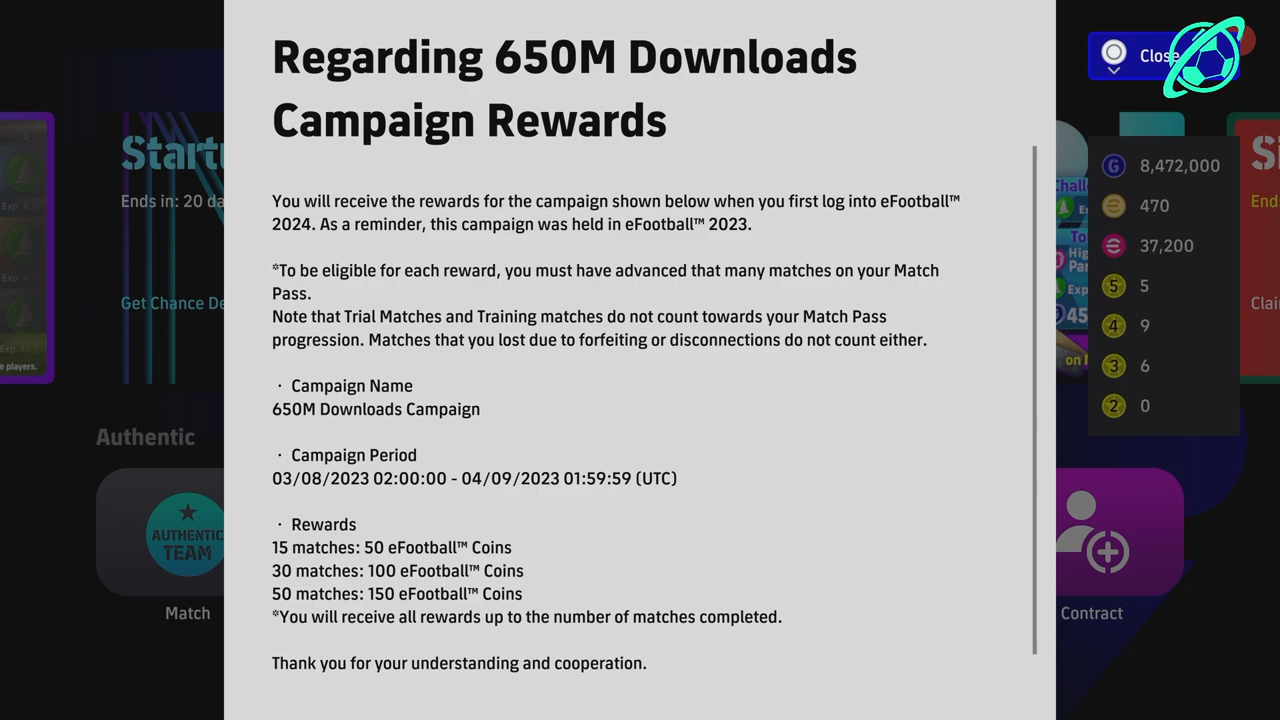 Regarding 650M Downloads
Campaign Rewards
You will receive the rewards for the campaign shown below when you first log into eFootball™
2024. As a reminder, this campaign was held in eFootball™ 2023.
*To be eligible for each reward, you must have advanced that many matches on your Match
Pass.
Note that Trial Matches and Training matches do not count towards your Match Pass
progression. Matches that you lost due to forfeiting or disconnections do not count either.
・ Campaign Name
650M Downloads Campaign
・ Campaign Period
03/08/2023 02:00:00 - 04/09/2023 01:59:59 (UTC)
・ Rewards
15 matches: 50 eFootball™ Coins
30 matches: 100 eFootball™ Coins
50 matches: 150 eFootball™ Coins
*You will receive all rewards up to the number of matches completed.
Thank you for your understanding and cooperation.
Close
G 8,472,000
470
37,200
5 5
4 9
3 6
2 0
Ends in: 20 da
Get Chance De
e players.
Authentic
AUTHENTIC
TEAM
Match
Contract